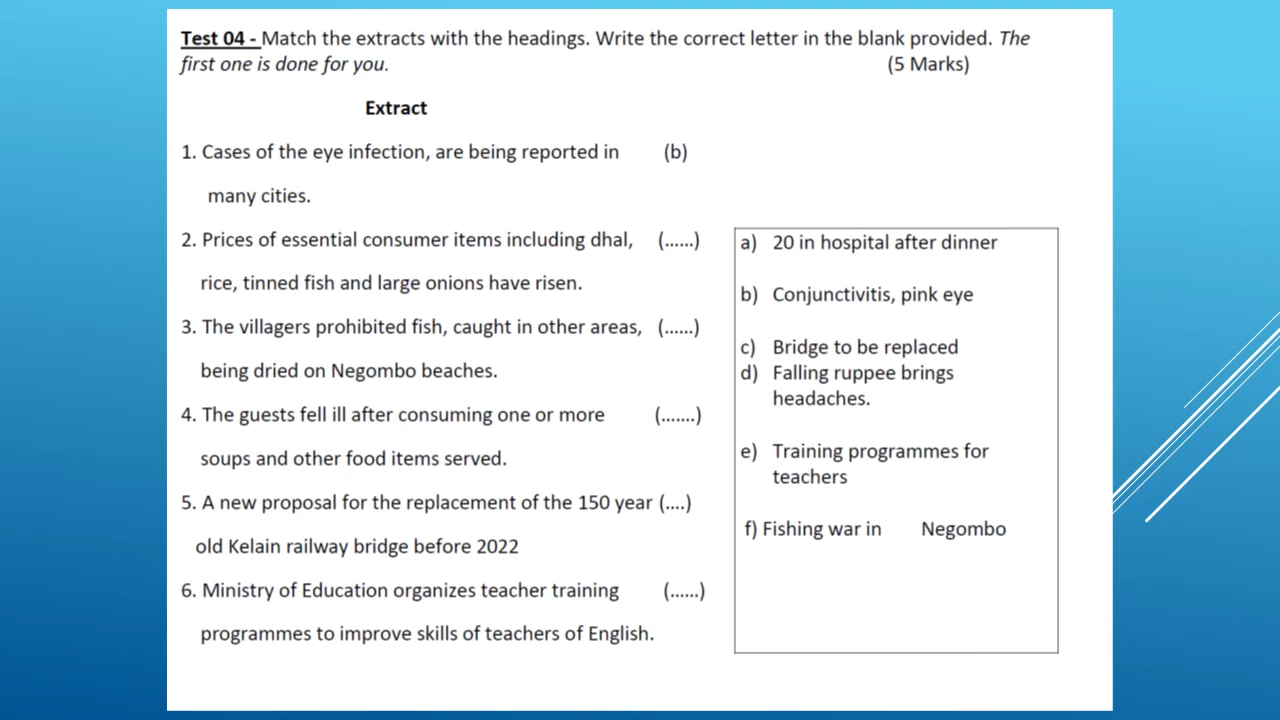 Test 04 - Match the extracts with the headings. Write the correct letter in the blank provided. The
first one is done for you. (5 Marks)
Extract
1. Cases of the eye infection, are being reported in (b)
many cities.
2. Prices of essential consumer items including dhal, (......)
rice, tinned fish and large onions have risen.
3. The villagers prohibited fish, caught in other areas, (......)
being dried on Negombo beaches.
4. The guests fell ill after consuming one or more (.......)
soups and other food items served.
5. A new proposal for the replacement of the 150 year (....)
old Kelain railway bridge before 2022
6. Ministry of Education organizes teacher training (......)
programmes to improve skills of teachers of English.
a) 20 in hospital after dinner
b) Conjunctivitis, pink eye
c) Bridge to be replaced
d) Falling ruppee brings
headaches.
e) Training programmes for
teachers
f) Fishing war in Negombo